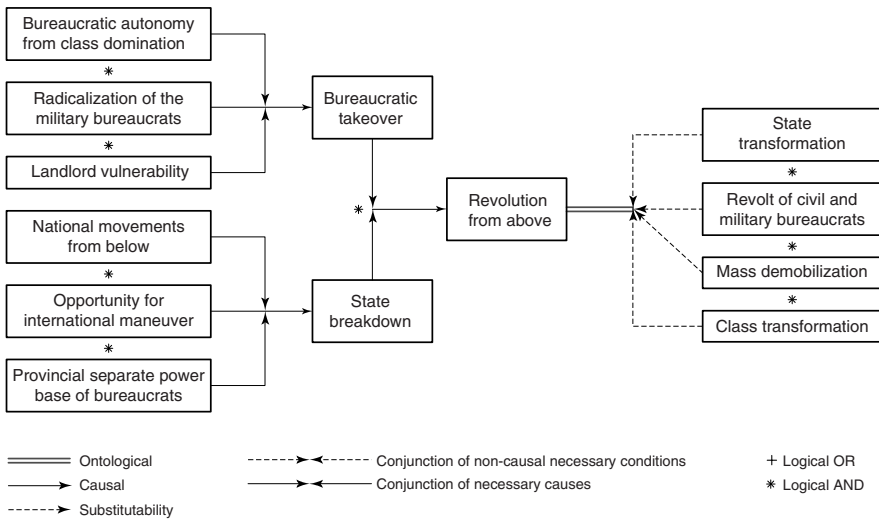 Bureaucratic autonomy
from class domination
*
Radicalization of the
military bureaucrats
*
Landlord vulnerability
Bureaucratic
takeover
National movements
from below
*
Opportunity for
international maneuver
*
Provincial separate power
base of bureaucrats
State
breakdown
*
Revolution
from above
State
transformation
*
Revolt of civil and
military bureaucrats
*
Mass demobilization
*
Class transformation
Ontological
Causal
Substitutability
Conjunction of non-causal necessary conditions
Conjunction of necessary causes
+ Logical OR
* Logical AND